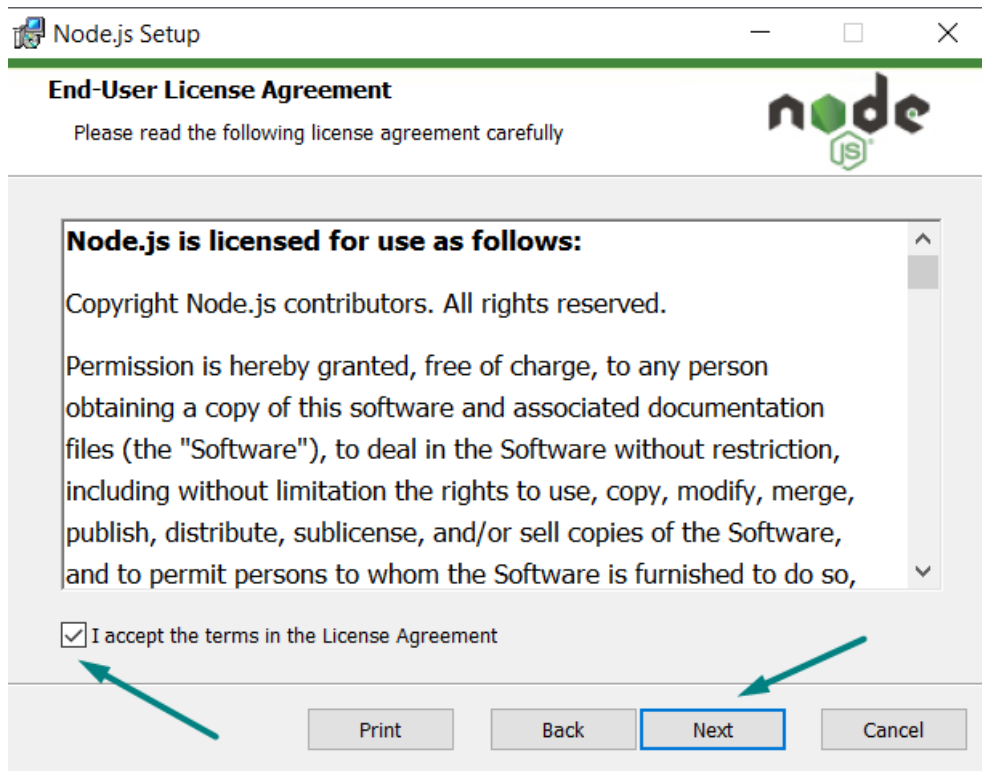 Node.js Setup
End-User License Agreement
Please read the following license agreement carefully
node
JS
Node.js is licensed for use as follows:
Copyright Node.js contributors. All rights reserved.
Permission is hereby granted, free of charge, to any person
obtaining a copy of this software and associated documentation
files (the "Software"), to deal in the Software without restriction,
including without limitation the rights to use, copy, modify, merge,
publish, distribute, sublicense, and/or sell copies of the Software,
and to permit persons to whom the Software is furnished to do so,
I accept the terms in the License Agreement
Print Back Next Cancel